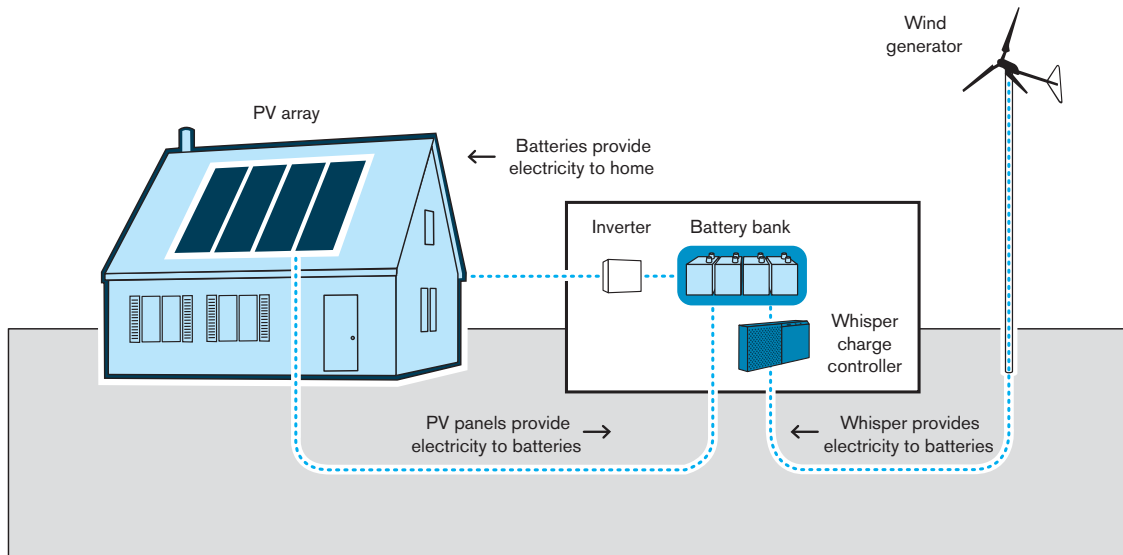 Wind
generator
PV array
Batteries provide
electricity to home
Inverter
Battery bank
Whisper
charge
controller
PV panels provide
electricity to batteries
Whisper provides
electricity to batteries